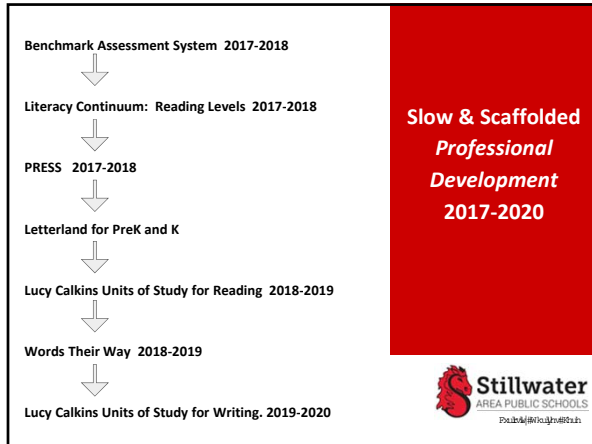 Benchmark Assessment System 2017-2018
Literacy Continuum: Reading Levels 2017-2018
PRESS 2017-2018
Letterland for PreK and K
Lucy Calkins Units of Study for Reading 2018-2019
Words Their Way 2018-2019
Lucy Calkins Units of Study for Writing. 2019-2020
Slow & Scaffolded
Professional
Development
2017-2020
Stillwater
AREA PUBLIC SCHOOLS